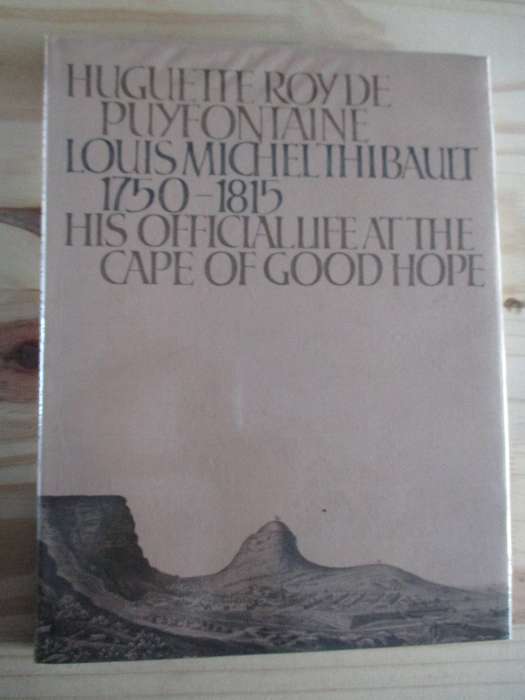 HUGUETTE ROY DE
PUYFONTAINE
LOUIS MICHEL THIBAULT
1750-1815
HIS OFFICIAL LIFE AT THE
CAPE OF GOOD HOPE